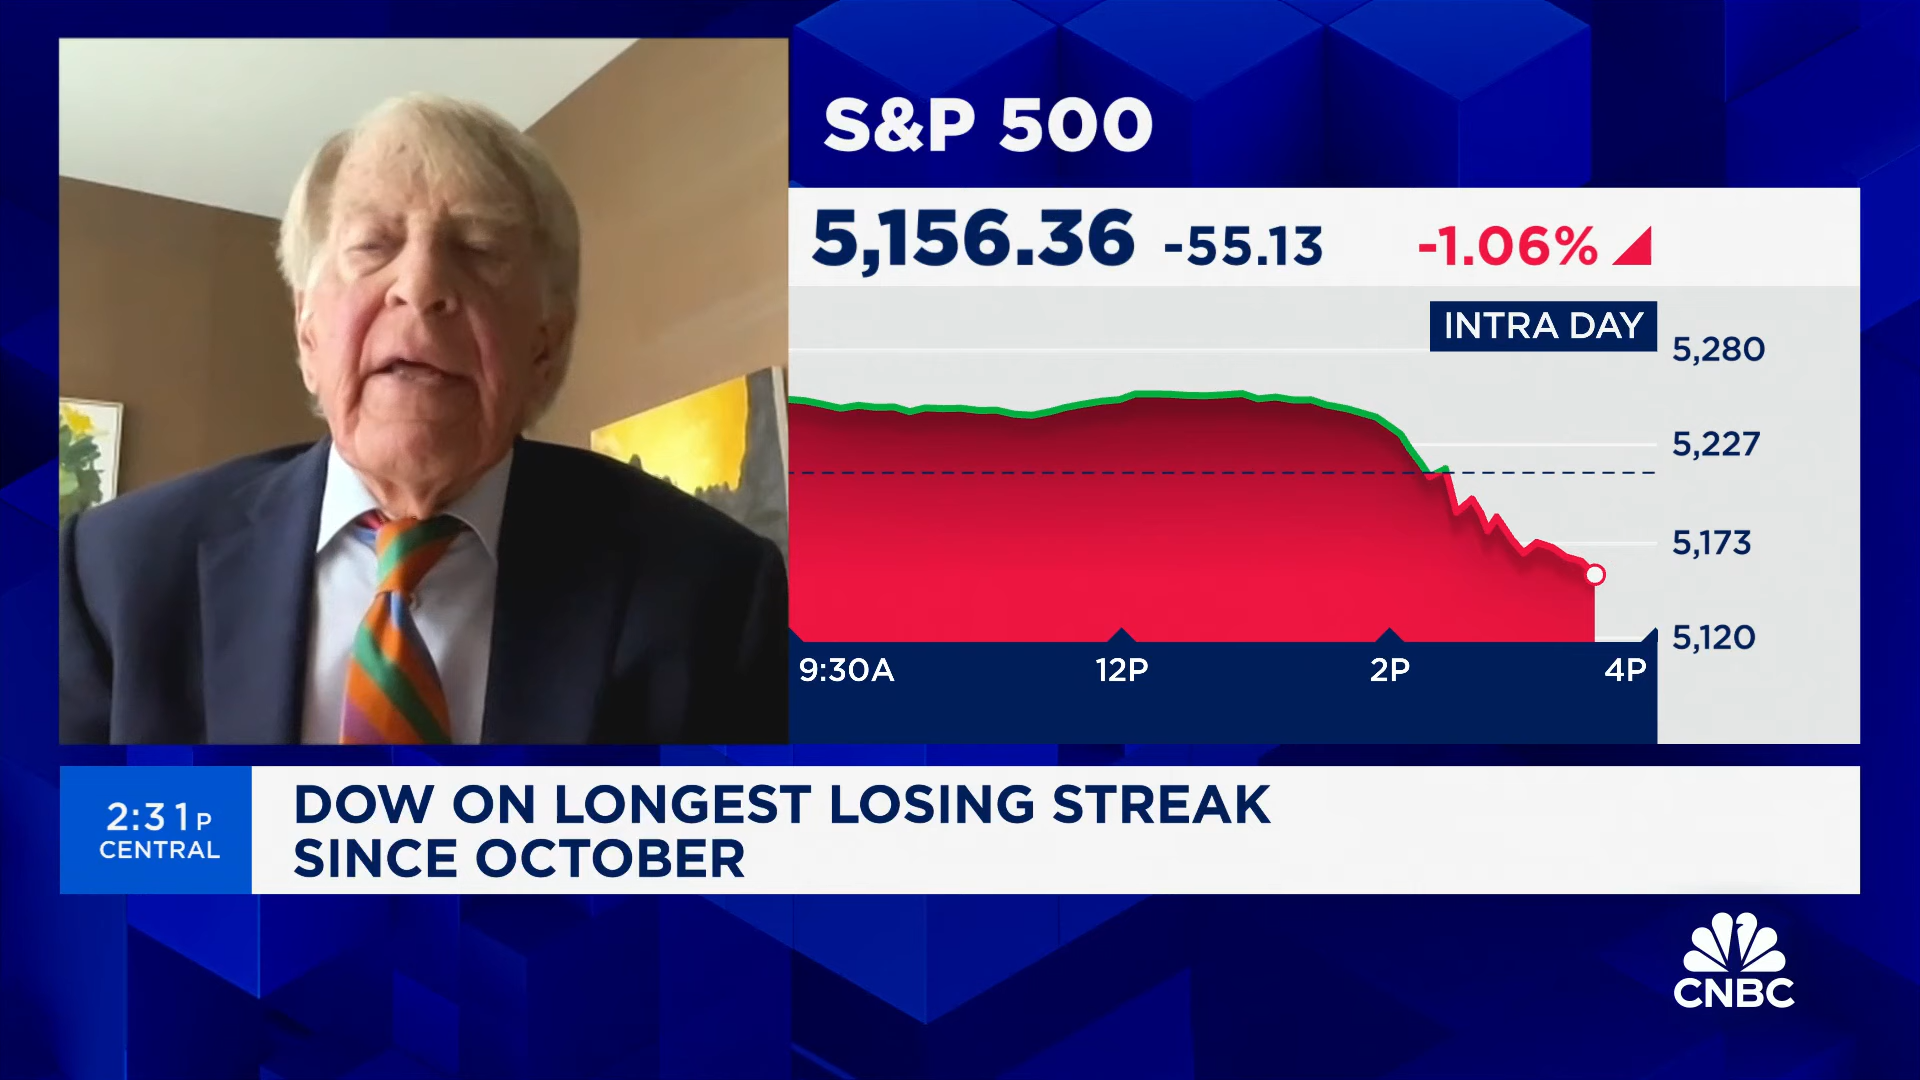 S&P 500
5,156.36 -55.13 -1.06%
INTRA DAY
5,280
5,227
5,173
5,120
9:30A 12P 2P 4P
2:31P
CENTRAL
DOW ON LONGEST LOSING STREAK
SINCE OCTOBER
CNBC